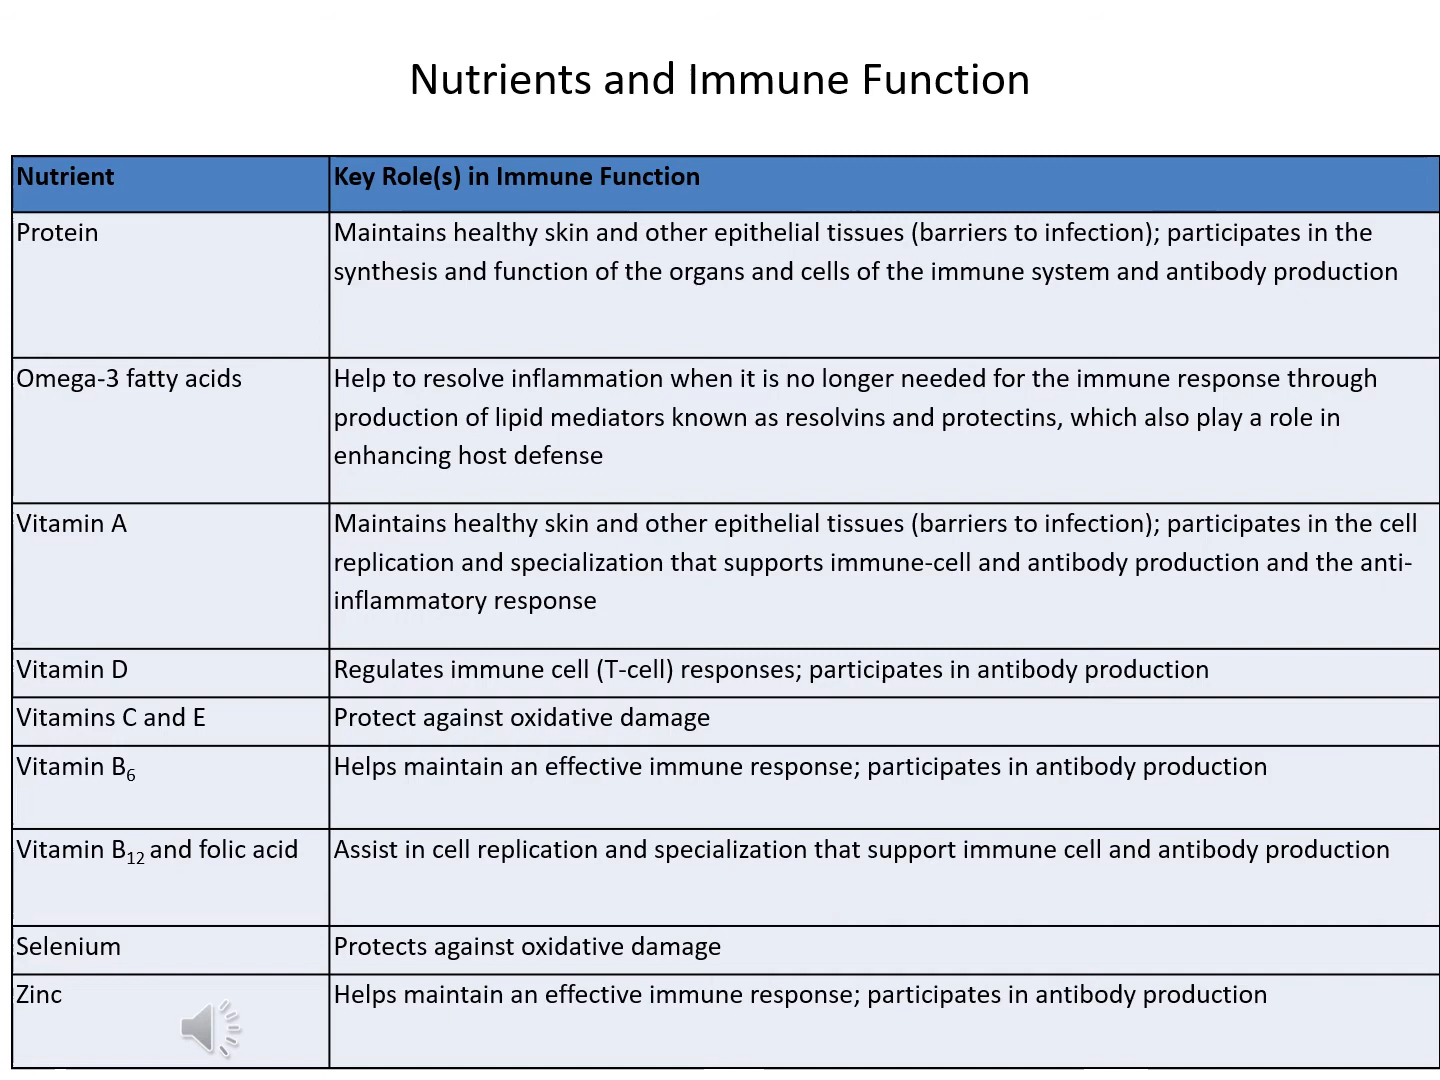 Nutrients and Immune Function
Nutrient
Key Role(s) in Immune Function
Protein
Maintains healthy skin and other epithelial tissues (barriers to infection); participates in the
synthesis and function of the organs and cells of the immune system and antibody production
Omega-3 fatty acids
Help to resolve inflammation when it is no longer needed for the immune response through
production of lipid mediators known as resolvins and protectins, which also play a role in
enhancing host defense
Vitamin A
Maintains healthy skin and other epithelial tissues (barriers to infection); participates in the cell
replication and specialization that supports immune-cell and antibody production and the anti-
inflammatory response
Vitamin D
Regulates immune cell (T-cell) responses; participates in antibody production
Vitamins C and E
Protect against oxidative damage
Vitamin B6
Helps maintain an effective immune response; participates in antibody production
Vitamin B12 and folic acid
Assist in cell replication and specialization that support immune cell and antibody production
Selenium
Protects against oxidative damage
Zinc
Helps maintain an effective immune response; participates in antibody production